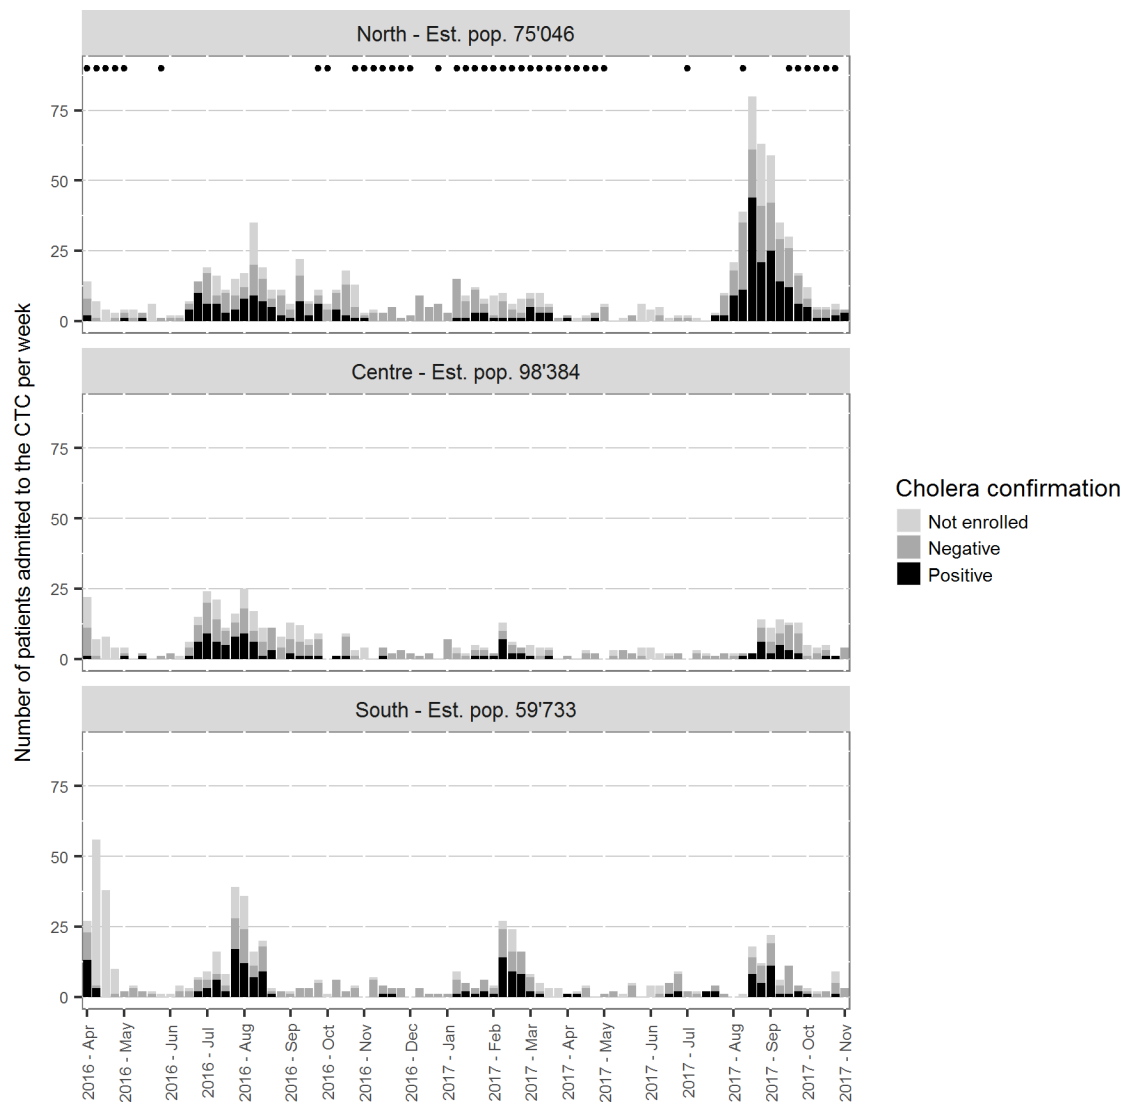 North - Est. pop. 75'046
75
50
25
0
Centre - Est. pop. 98'384
75
50
25
0
South - Est. pop. 59'733
75
50
25
0
Number of patients admitted to the CTC per week
2016 - Apr
2016 - May
2016 - Jun
2016 - Jul
2016 - Aug
2016 - Sep
2016 - Oct
2016 - Nov
2016 - Dec
2017 - Jan
2017 - Feb
2017 - Mar
2017 - Apr
2017 - May
2017 - Jun
2017 - Jul
2017 - Aug
2017 - Sep
2017 - Oct
2017 - Nov
Cholera confirmation
Not enrolled
Negative
Positive